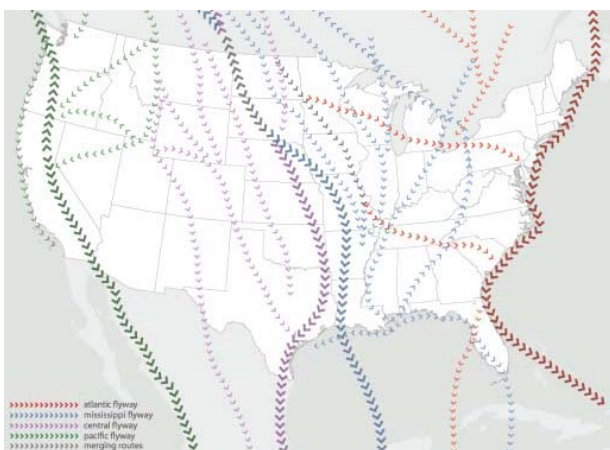 atlantic flyway
mississippi flyway
central flyway
pacific flyway
merging routes